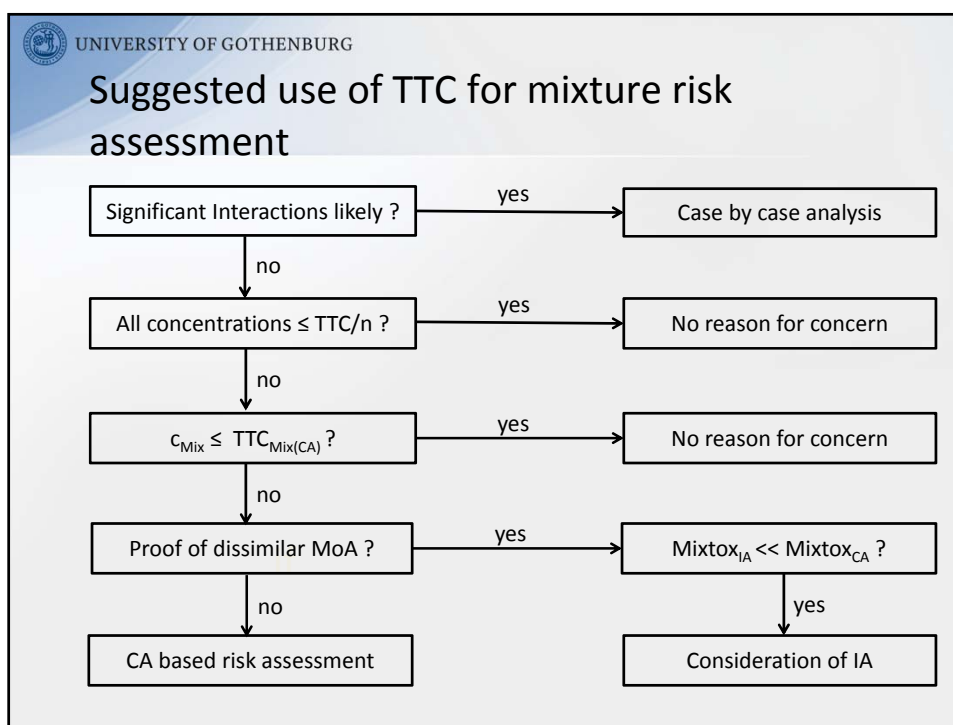 UNIVERSITY OF GOTHENBURG
Suggested use of TTC for mixture risk
assessment
Significant Interactions likely ?
yes
Case by case analysis
no
All concentrations ≤ TTC/n ?
yes
No reason for concern
no
cMix ≤ TTCMix(CA) ?
yes
No reason for concern
no
Proof of dissimilar MoA ?
yes
MixtoxIA << MixtoxCA ?
no
yes
CA based risk assessment
Consideration of IA